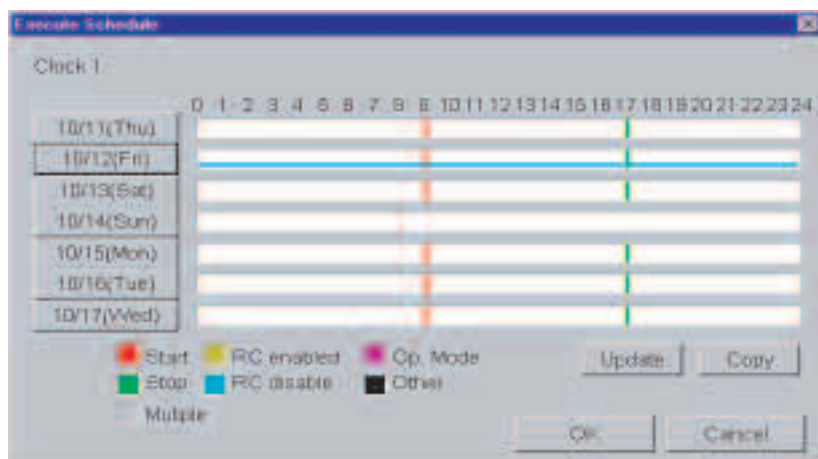 Execute Schedule
Clock 1
0 1 2 3 4 5 6 7 8 9 10 11 12 13 14 15 16 17 18 19 20 21 22 23 24
10/11(Thu)
10/12(Fri)
10/13(Sat)
10/14(Sun)
10/15(Mon)
10/16(Tue)
10/17(Wed)
Start RC enabled Op. Mode
Update Copy
Stop RC disable Other
Multiple
OK Cancel